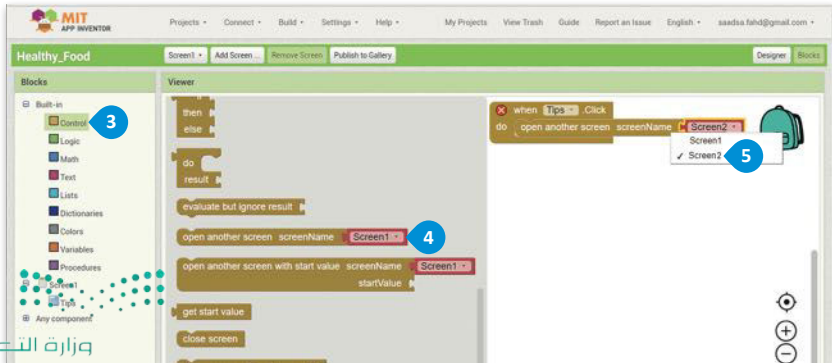 MIT
APP INVENTOR
Projects Connect Build Settings Help My Projects View Trash Guide Report an Issue English saadsa.fahd@gmail.com
Healthy_Food
Screen1 Add Screen ... Remove Screen Publish to Gallery
Designer Blocks
Blocks
Viewer
Built-in
Control
3
Logic
Math
Text
Lists
Dictionaries
Colors
Variables
Procedures
Screen1
Tips
Any component
then
else
do
result
evaluate but ignore result
open another screen screenName Screen1
4
open another screen with start value screenName Screen1
startValue
get start value
close screen
when Tips .Click
do open another screen screenName Screen2
Screen1
✓ Screen2
5